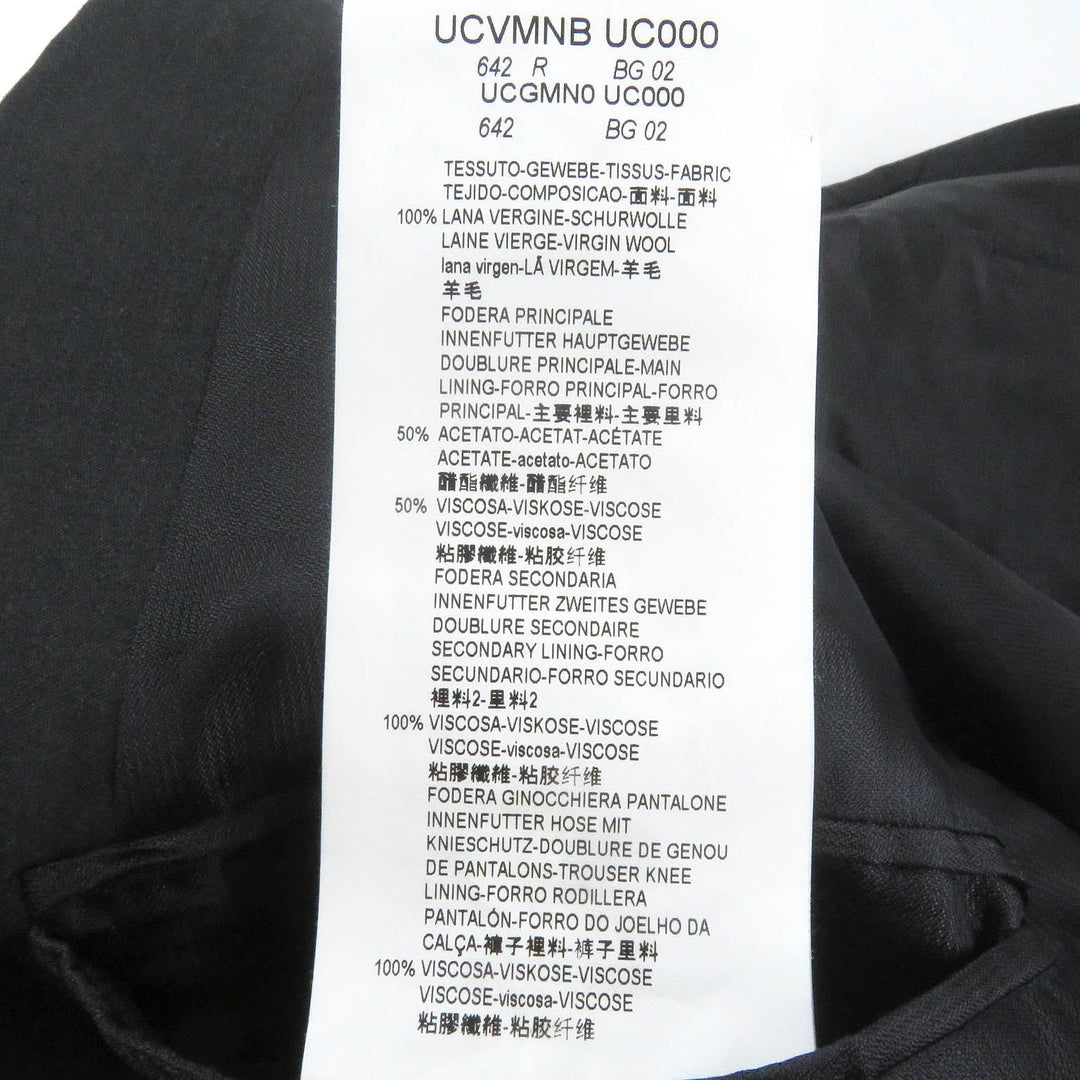 UCVMNB UC000
642 R BG 02
UCGMN0 UC000
642 BG 02
TESSUTO-GEWEBE-TISSUS-FABRIC
TEJIDO-COMPOSICAO-面料-面料
100% LANA VERGINE-SCHURWOLLE
LAINE VIERGE-VIRGIN WOOL
lana virgen-LÃ VIRGEM-羊毛
羊毛
FODERA PRINCIPALE
INNENFUTTER HAUPTGEWEBE
DOUBLURE PRINCIPALE-MAIN
LINING-FORRO PRINCIPAL-FORRO
PRINCIPAL-主要裡料-主要里料
50% ACETATO-ACETAT-ACÉTATE
ACETATE-acetato-ACETATO
醋酯纖維-醋酯纤维
50% VISCOSA-VISKOSE-VISCOSE
VISCOSE-viscosa-VISCOSE
粘膠纖維-粘胶纤维
FODERA SECONDARIA
INNENFUTTER ZWEITES GEWEBE
DOUBLURE SECONDAIRE
SECONDARY LINING-FORRO
SECUNDARIO-FORRO SECUNDARIO
裡料2-里料2
100% VISCOSA-VISKOSE-VISCOSE
VISCOSE-viscosa-VISCOSE
粘膠纖維-粘胶纤维
FODERA GINOCCHIERA PANTALONE
INNENFUTTER HOSE MIT
KNIESCHUTZ-DOUBLURE DE GENOU
DE PANTALONS-TROUSER KNEE
LINING-FORRO RODILLERA
PANTALÓN-FORRO DO JOELHO DA
CALÇA-褲子裡料-裤子里料
100% VISCOSA-VISKOSE-VISCOSE
VISCOSE-viscosa-VISCOSE
粘膠纖維-粘胶纤维